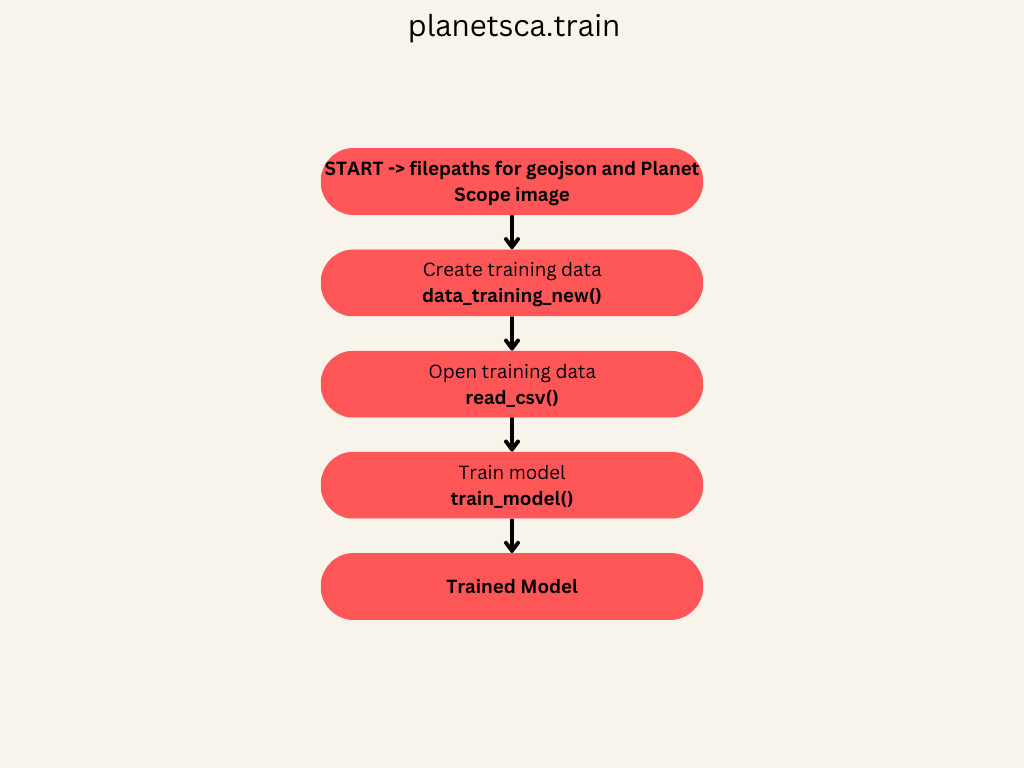 planetsca.train
START -> filepaths for geojson and Planet
Scope image
Create training data
data_training_new()
Open training data
read_csv()
Train model
train_model()
Trained Model